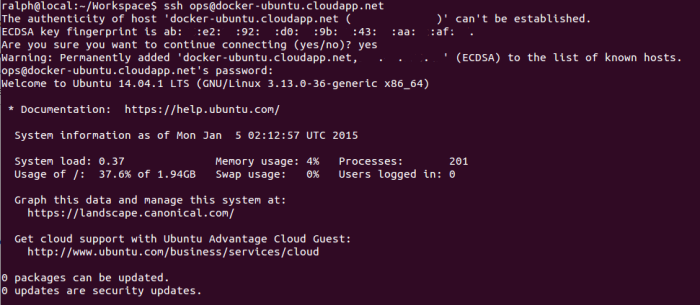 ralph@local:~/Workspace$ ssh ops@docker-ubuntu.cloudapp.net
The authenticity of host 'docker-ubuntu.cloudapp.net ( )' can't be established.
ECDSA key fingerprint is ab: :e2: :92: :d0: :9b: :43: :aa: :af: .
Are you sure you want to continue connecting (yes/no)? yes
Warning: Permanently added 'docker-ubuntu.cloudapp.net, . . . ' (ECDSA) to the list of known hosts.
ops@docker-ubuntu.cloudapp.net's password:
Welcome to Ubuntu 14.04.1 LTS (GNU/Linux 3.13.0-36-generic x86_64)
* Documentation: https://help.ubuntu.com/
System information as of Mon Jan 5 02:12:57 UTC 2015
System load: 0.37 Memory usage: 4% Processes: 201
Usage of /: 37.6% of 1.94GB Swap usage: 0% Users logged in: 0
Graph this data and manage this system at:
https://landscape.canonical.com/
Get cloud support with Ubuntu Advantage Cloud Guest:
http://www.ubuntu.com/business/services/cloud
0 packages can be updated.
0 updates are security updates.